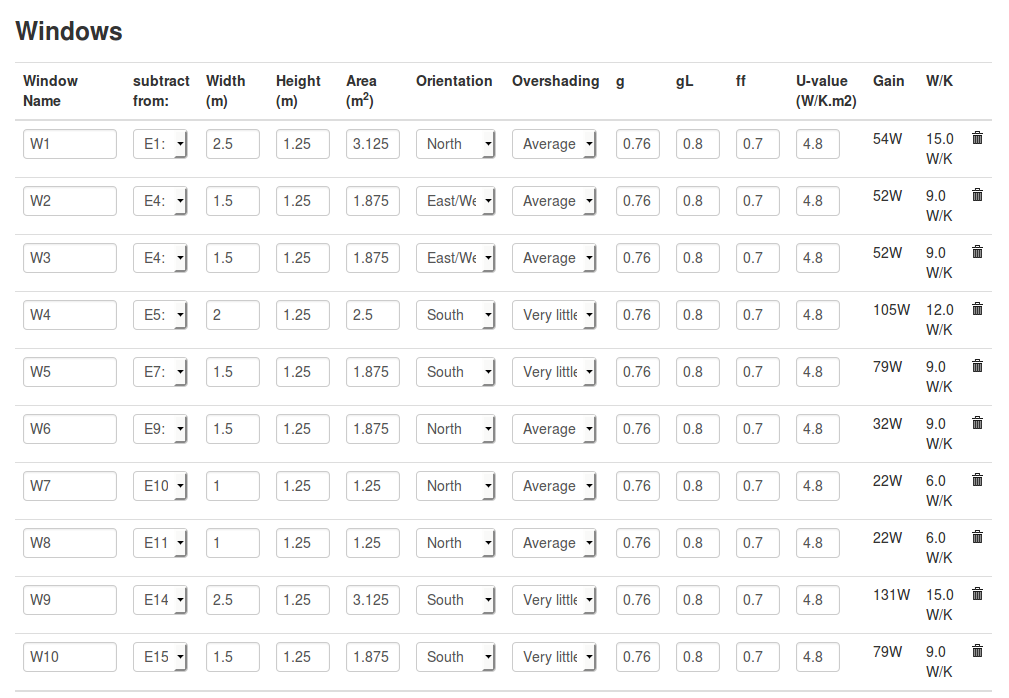 Windows
Window Name subtract from: Width (m) Height (m) Area (m²) Orientation Overshading g gL ff U-value (W/K.m2) Gain W/K
W1 E1: 2.5 1.25 3.125 North Average 0.76 0.8 0.7 4.8 54W 15.0 W/K
W2 E4: 1.5 1.25 1.875 East/We Average 0.76 0.8 0.7 4.8 52W 9.0 W/K
W3 E4: 1.5 1.25 1.875 East/We Average 0.76 0.8 0.7 4.8 52W 9.0 W/K
W4 E5: 2 1.25 2.5 South Very little 0.76 0.8 0.7 4.8 105W 12.0 W/K
W5 E7: 1.5 1.25 1.875 South Very little 0.76 0.8 0.7 4.8 79W 9.0 W/K
W6 E9: 1.5 1.25 1.875 North Average 0.76 0.8 0.7 4.8 32W 9.0 W/K
W7 E10 1 1.25 1.25 North Average 0.76 0.8 0.7 4.8 22W 6.0 W/K
W8 E11 1 1.25 1.25 North Average 0.76 0.8 0.7 4.8 22W 6.0 W/K
W9 E14 2.5 1.25 3.125 South Very little 0.76 0.8 0.7 4.8 131W 15.0 W/K
W10 E15 1.5 1.25 1.875 South Very little 0.76 0.8 0.7 4.8 79W 9.0 W/K